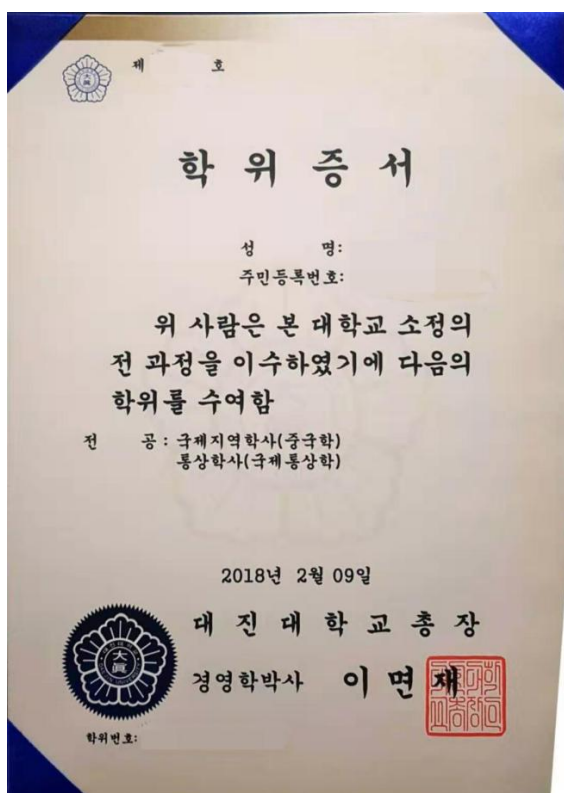 제 호
학위증서
성 명:
주민등록번호:
위 사람은 본 대학교 소정의
전 과정을 이수하였기에 다음의
학위를 수여함
전 공: 국제지역학사(중국학)
통상학사(국제통상학)
2018년 2월 09일
대진대학교총장
경영학박사 이면재
大眞
학위번호: